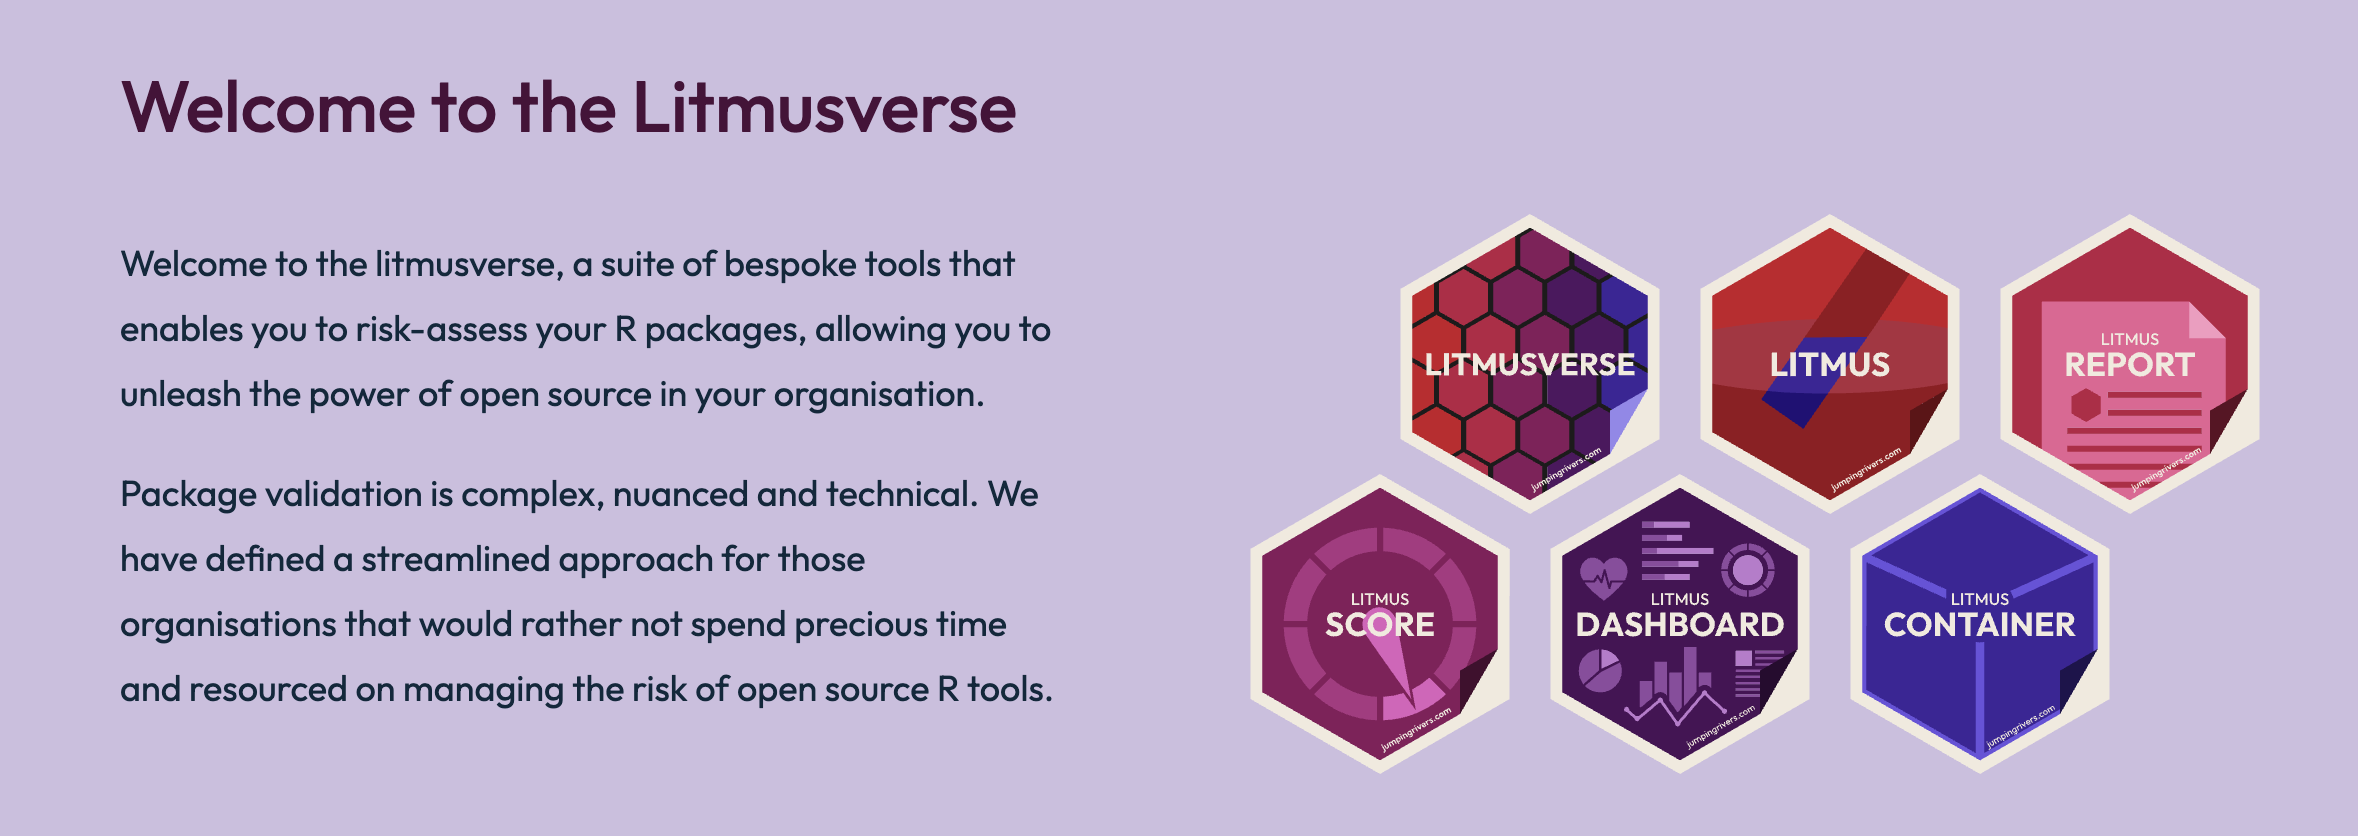 Welcome to the Litmusverse
Welcome to the litmusverse, a suite of bespoke tools that
enables you to risk-assess your R packages, allowing you to
unleash the power of open source in your organisation.
Package validation is complex, nuanced and technical. We
have defined a streamlined approach for those
organisations that would rather not spend precious time
and resourced on managing the risk of open source R tools.
LITMUSVERSE
jumpingrivers.com
LITMUS
jumpingrivers.com
LITMUS
REPORT
jumpingrivers.com
LITMUS
SCORE
jumpingrivers.com
LITMUS
DASHBOARD
jumpingrivers.com
LITMUS
CONTAINER
jumpingrivers.com